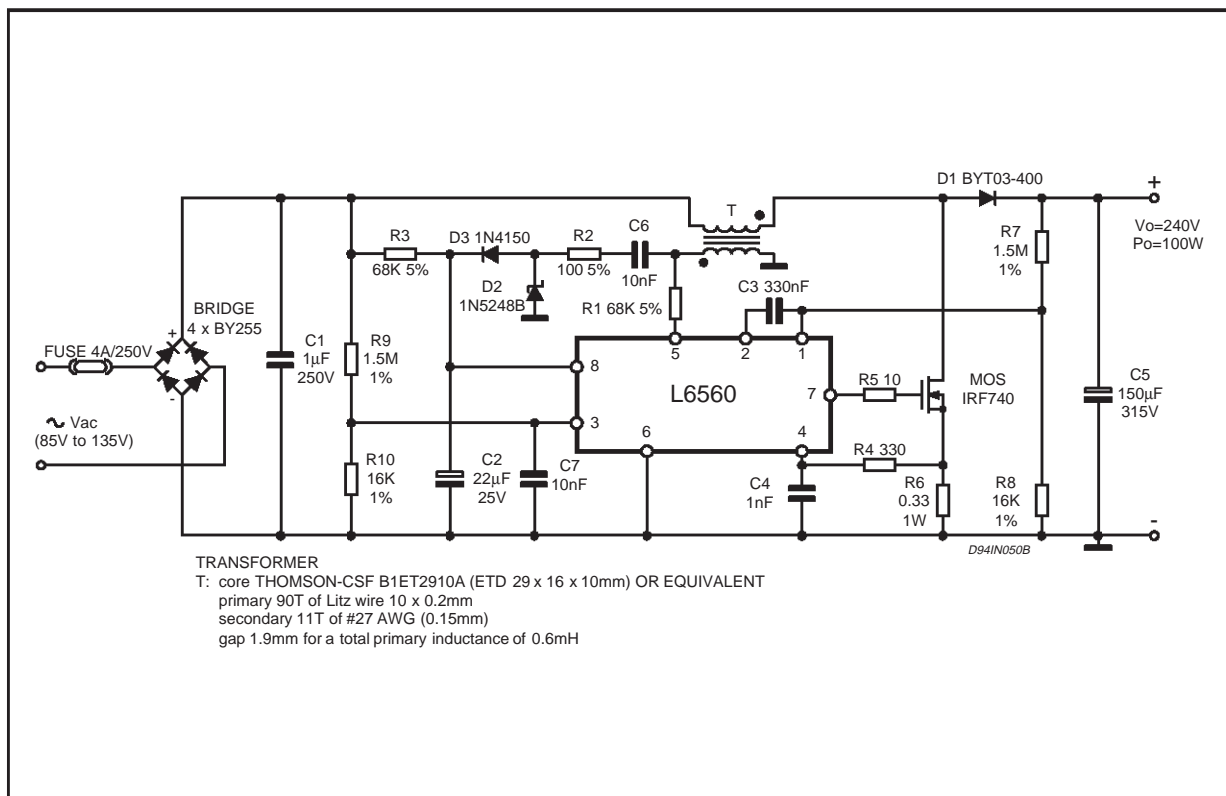 D1 BYT03-400
T
+
Vo=240V
Po=100W
R3
68K 5%
D3 1N4150
R2
100 5%
C6
10nF
R7
1.5M
1%
D2
1N5248B
R1 68K 5%
C3 330nF
BRIDGE
4 x BY255
+
-
FUSE 4A/250V
C1
1µF
250V
R9
1.5M
1%
5
2
1
8
L6560
7
R5 10
MOS
IRF740
C5
150µF
315V
3
6
4
~ Vac
(85V to 135V)
R4 330
R10
16K
1%
C2
22µF
25V
C7
10nF
C4
1nF
R6
0.33
1W
R8
16K
1%
-
D94IN050B
TRANSFORMER
T: core THOMSON-CSF B1ET2910A (ETD 29 x 16 x 10mm) OR EQUIVALENT
primary 90T of Litz wire 10 x 0.2mm
secondary 11T of #27 AWG (0.15mm)
gap 1.9mm for a total primary inductance of 0.6mH